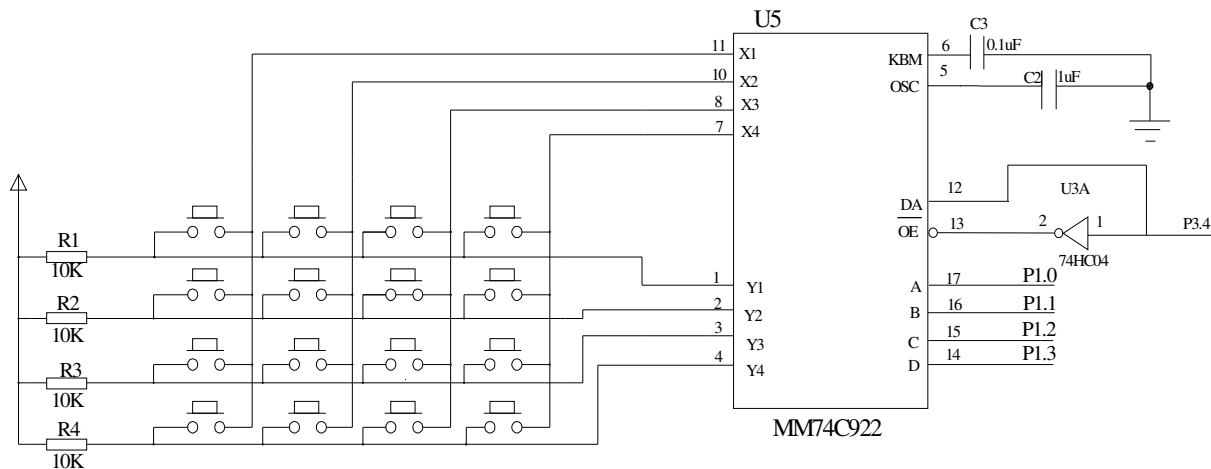 U5
C3
11 X1
KBM 6 0.1uF
10 X2
5
OSC C2 1uF
8 X3
7 X4
12
DA U3A
OE 13 2 1 P3.4
74HC04
R1
10K
1 Y1
A 17 P1.0
R2
10K
2 Y2
B 16 P1.1
3 Y3
C 15 P1.2
4 Y4
D 14 P1.3
R3
10K
R4
10K
MM74C922